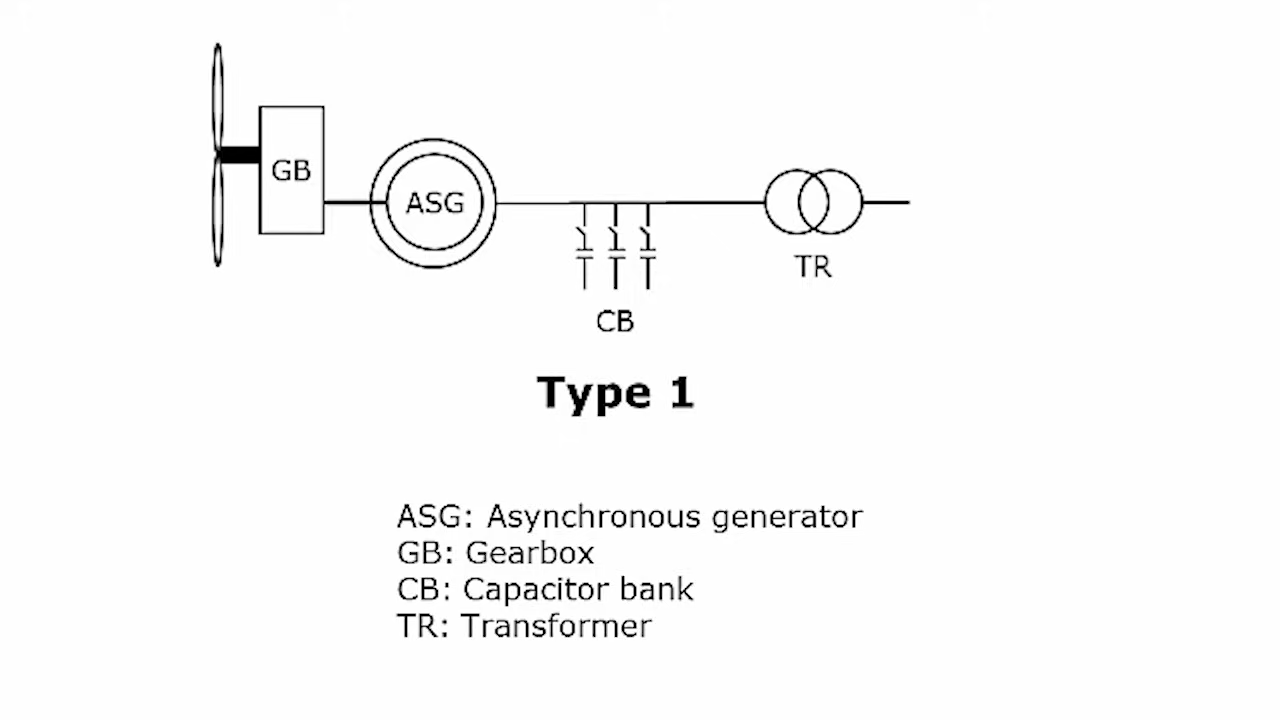 GB
ASG
TR
CB
Type 1
ASG: Asynchronous generator
GB: Gearbox
CB: Capacitor bank
TR: Transformer